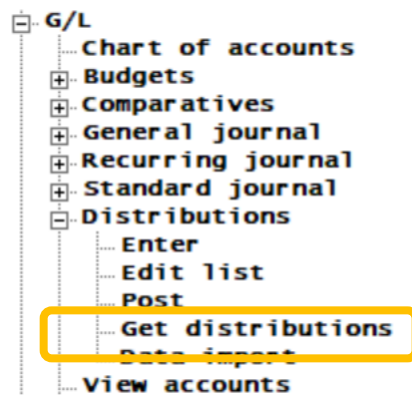 G/L
Chart of accounts
Budgets
Comparatives
General journal
Recurring journal
Standard journal
Distributions
Enter
Edit list
Post
Get distributions
Data import
View accounts